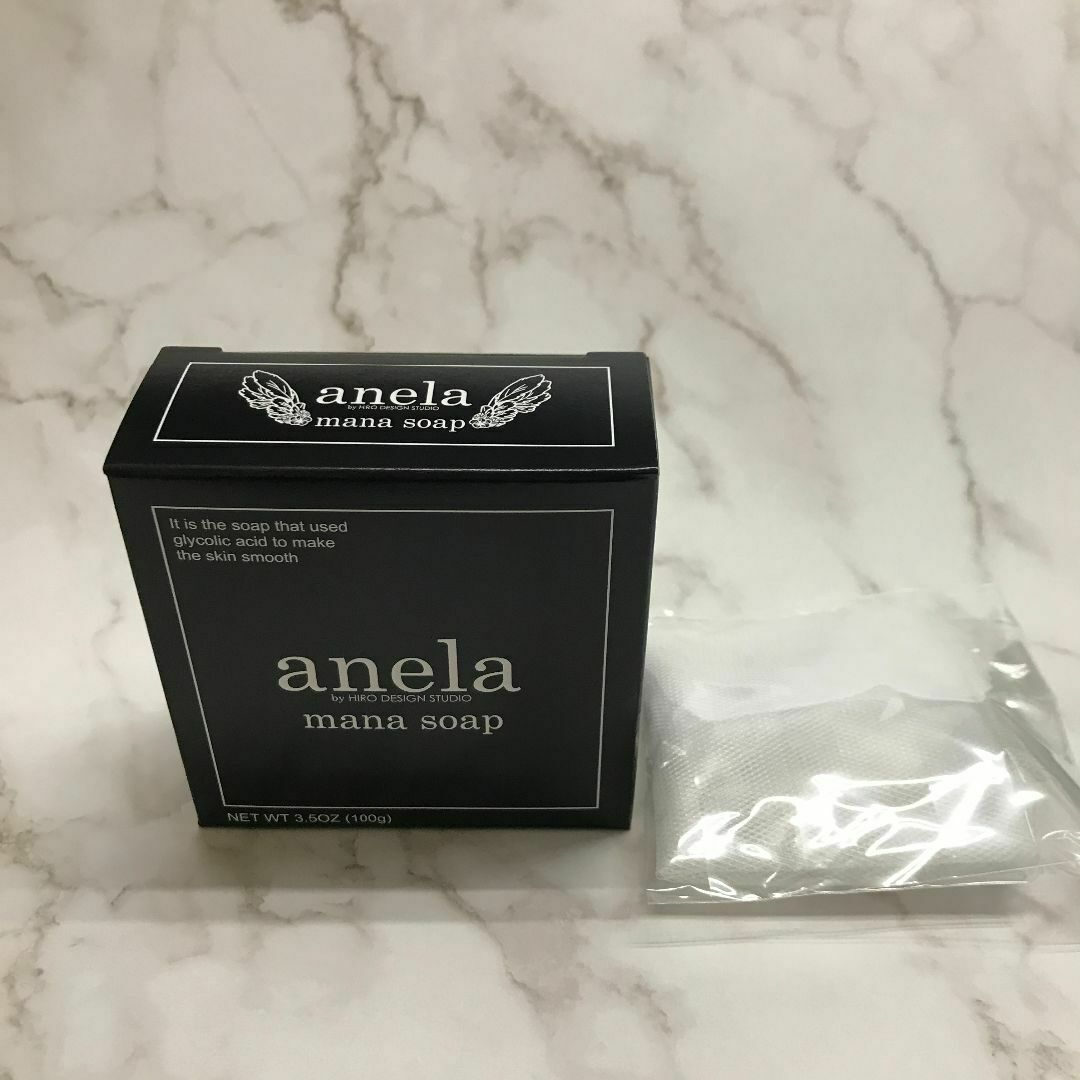 anela
by HIRO DESIGN STUDIO
mana soap
It is the soap that used
glycolic acid to make
the skin smooth
anela
by HIRO DESIGN STUDIO
mana soap
NET WT 3.5OZ (100g)